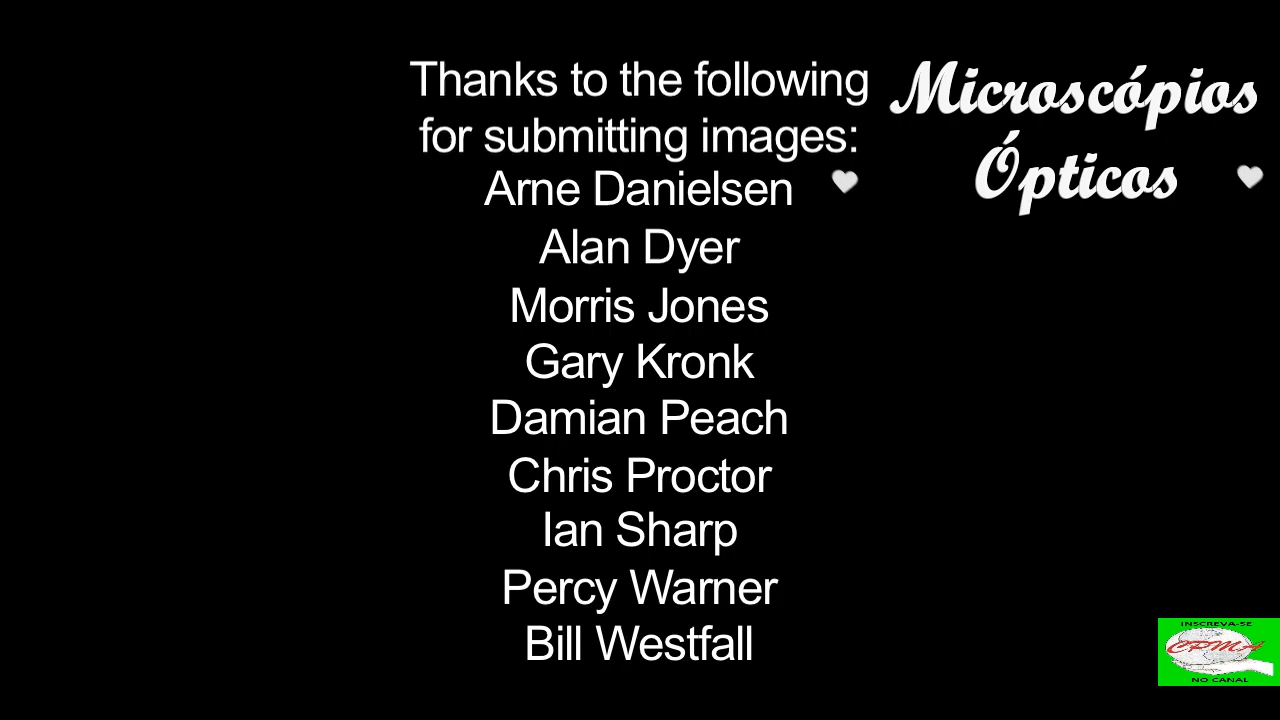 Thanks to the following
for submitting images:
Arne Danielsen
Alan Dyer
Morris Jones
Gary Kronk
Damian Peach
Chris Proctor
Ian Sharp
Percy Warner
Bill Westfall
Microscópios
Ópticos
INSCREVA-SE
CPMA
NO CANAL